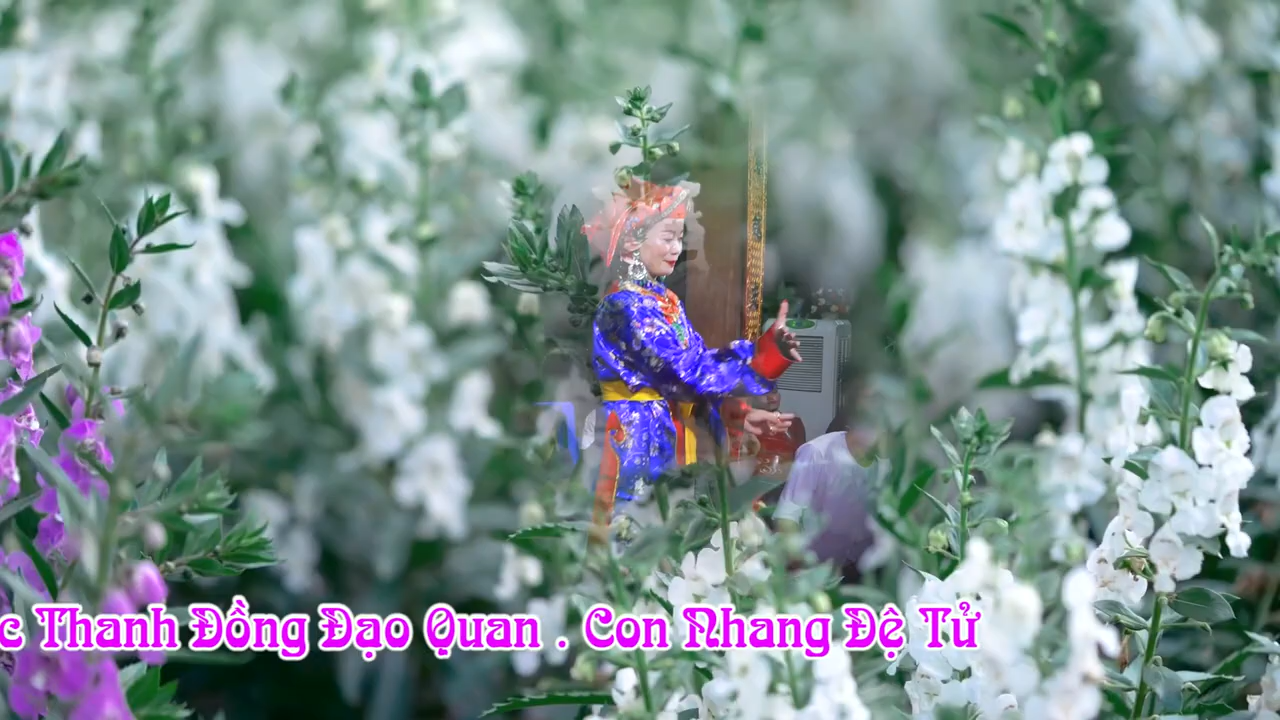 c Thanh Đồng Đạo Quan . Con Nhang Đệ Tử